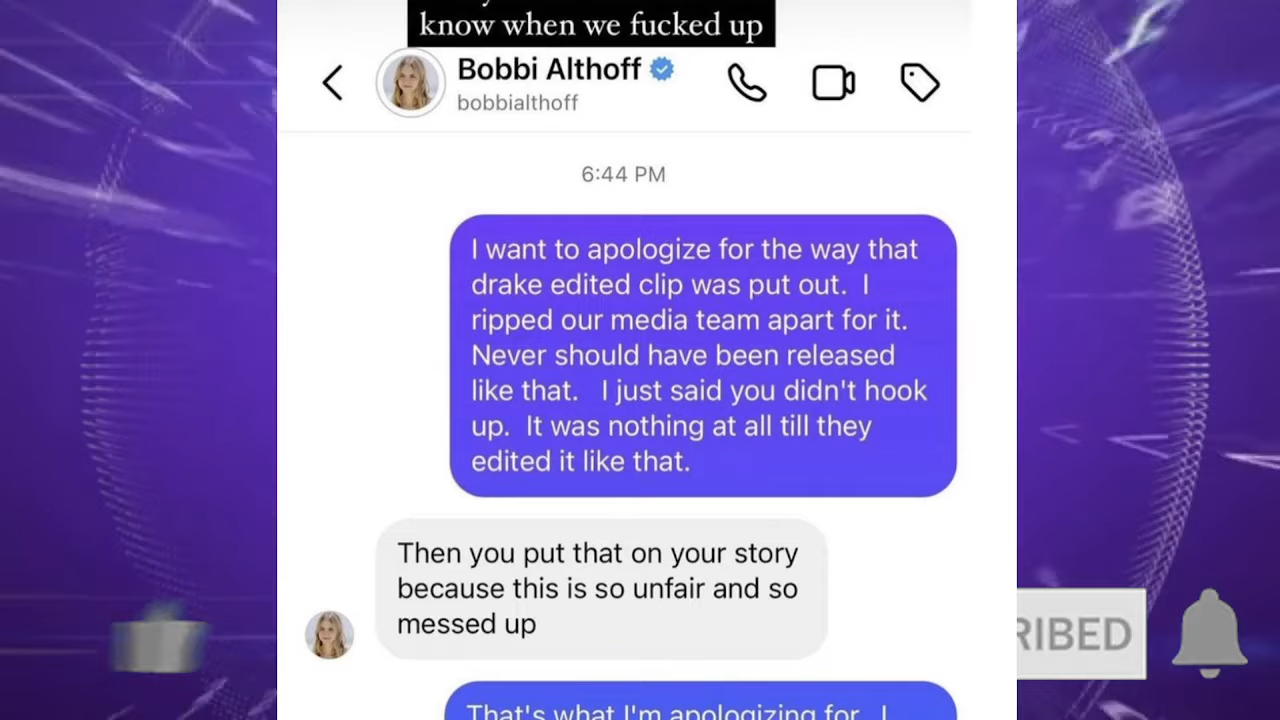 know when we fucked up
Bobbi Althoff
bobbialthoff
6:44 PM
I want to apologize for the way that
drake edited clip was put out. I
ripped our media team apart for it.
Never should have been released
like that. I just said you didn't hook
up. It was nothing at all till they
edited it like that.
Then you put that on your story
because this is so unfair and so
messed up
RIBED
That's what I'm apologizing for. I